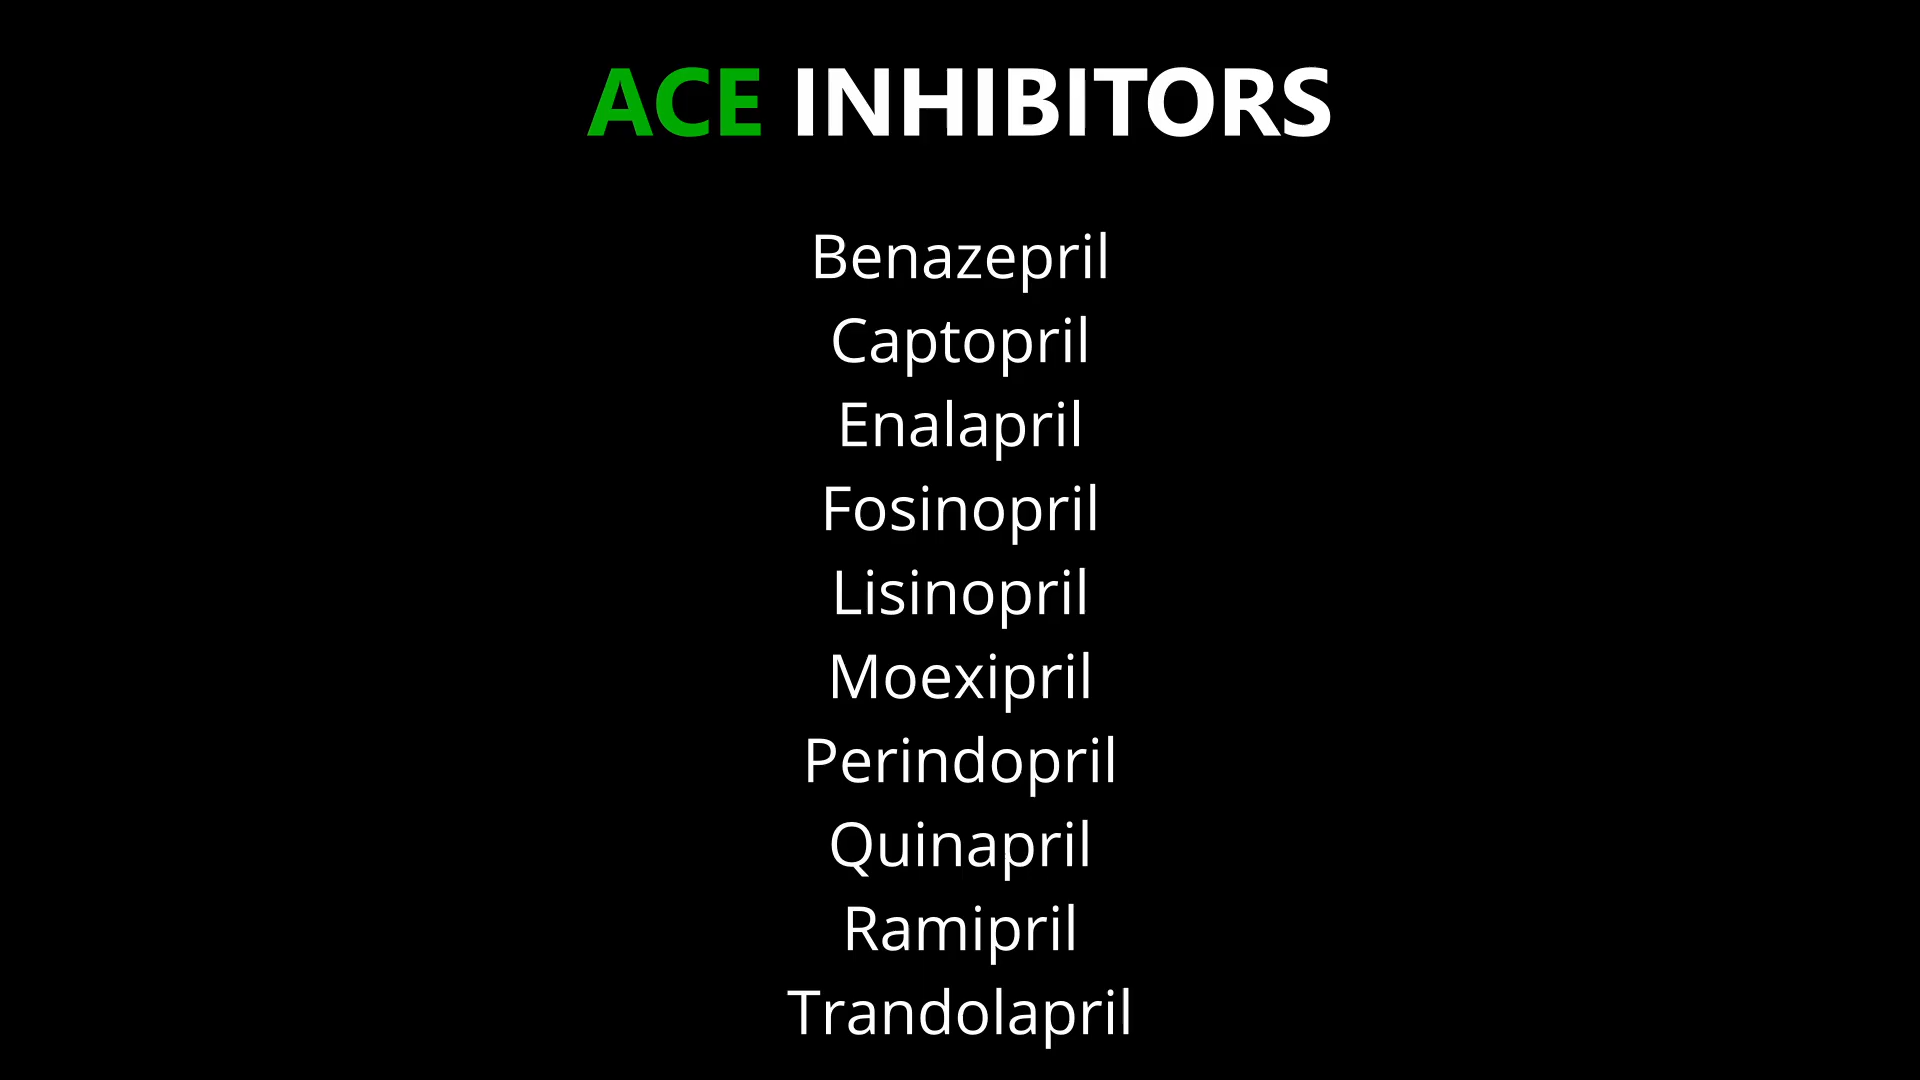 ACE INHIBITORS
Benazepril
Captopril
Enalapril
Fosinopril
Lisinopril
Moexipril
Perindopril
Quinapril
Ramipril
Trandolapril